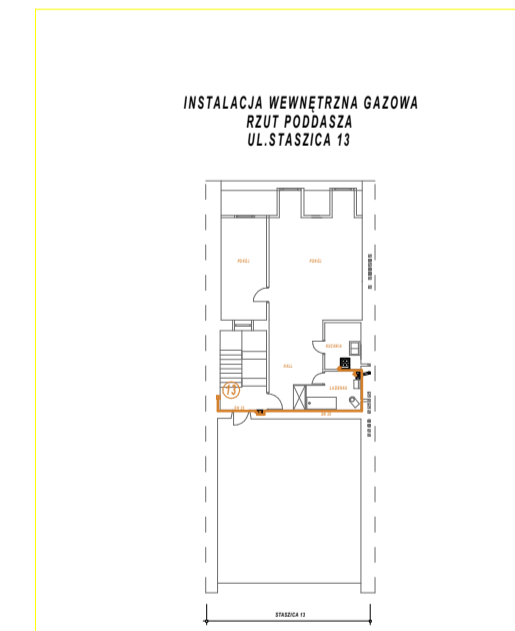 INSTALACJA WEWNĘTRZNA GAZOWA
RZUT PODDASZA
UL.STASZICA 13
POKÓJ
POKÓJ
KUCHNIA
HALL
ŁAZIENKA
13
STASZICA 13